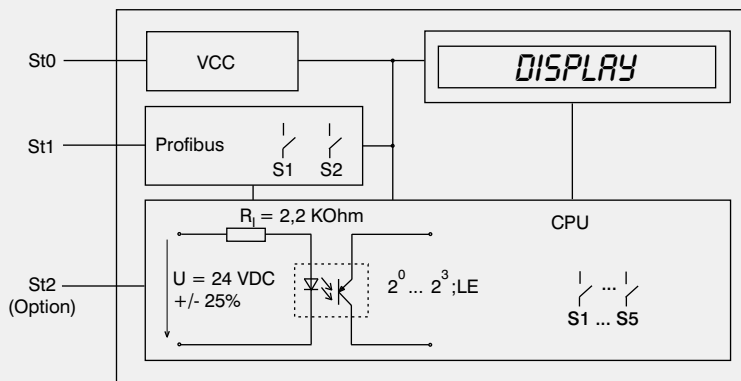 St0
VCC
DISPLAY
St1
Profibus
S1 S2
R_I = 2,2 KOhm
CPU
St2
(Option)
U = 24 VDC
+/- 25%
2^0 ... 2^3 ;LE
...
S1 ... S5